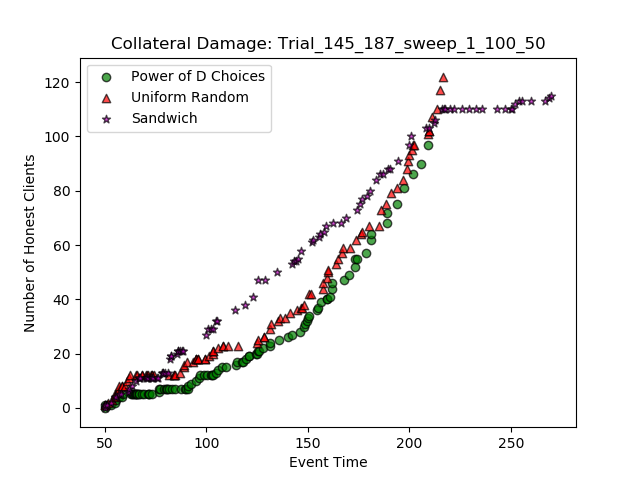 Collateral Damage: Trial_145_187_sweep_1_100_50
Power of D Choices
Uniform Random
Sandwich
Number of Honest Clients
120
100
80
60
40
20
0
50 100 150 200 250
Event Time